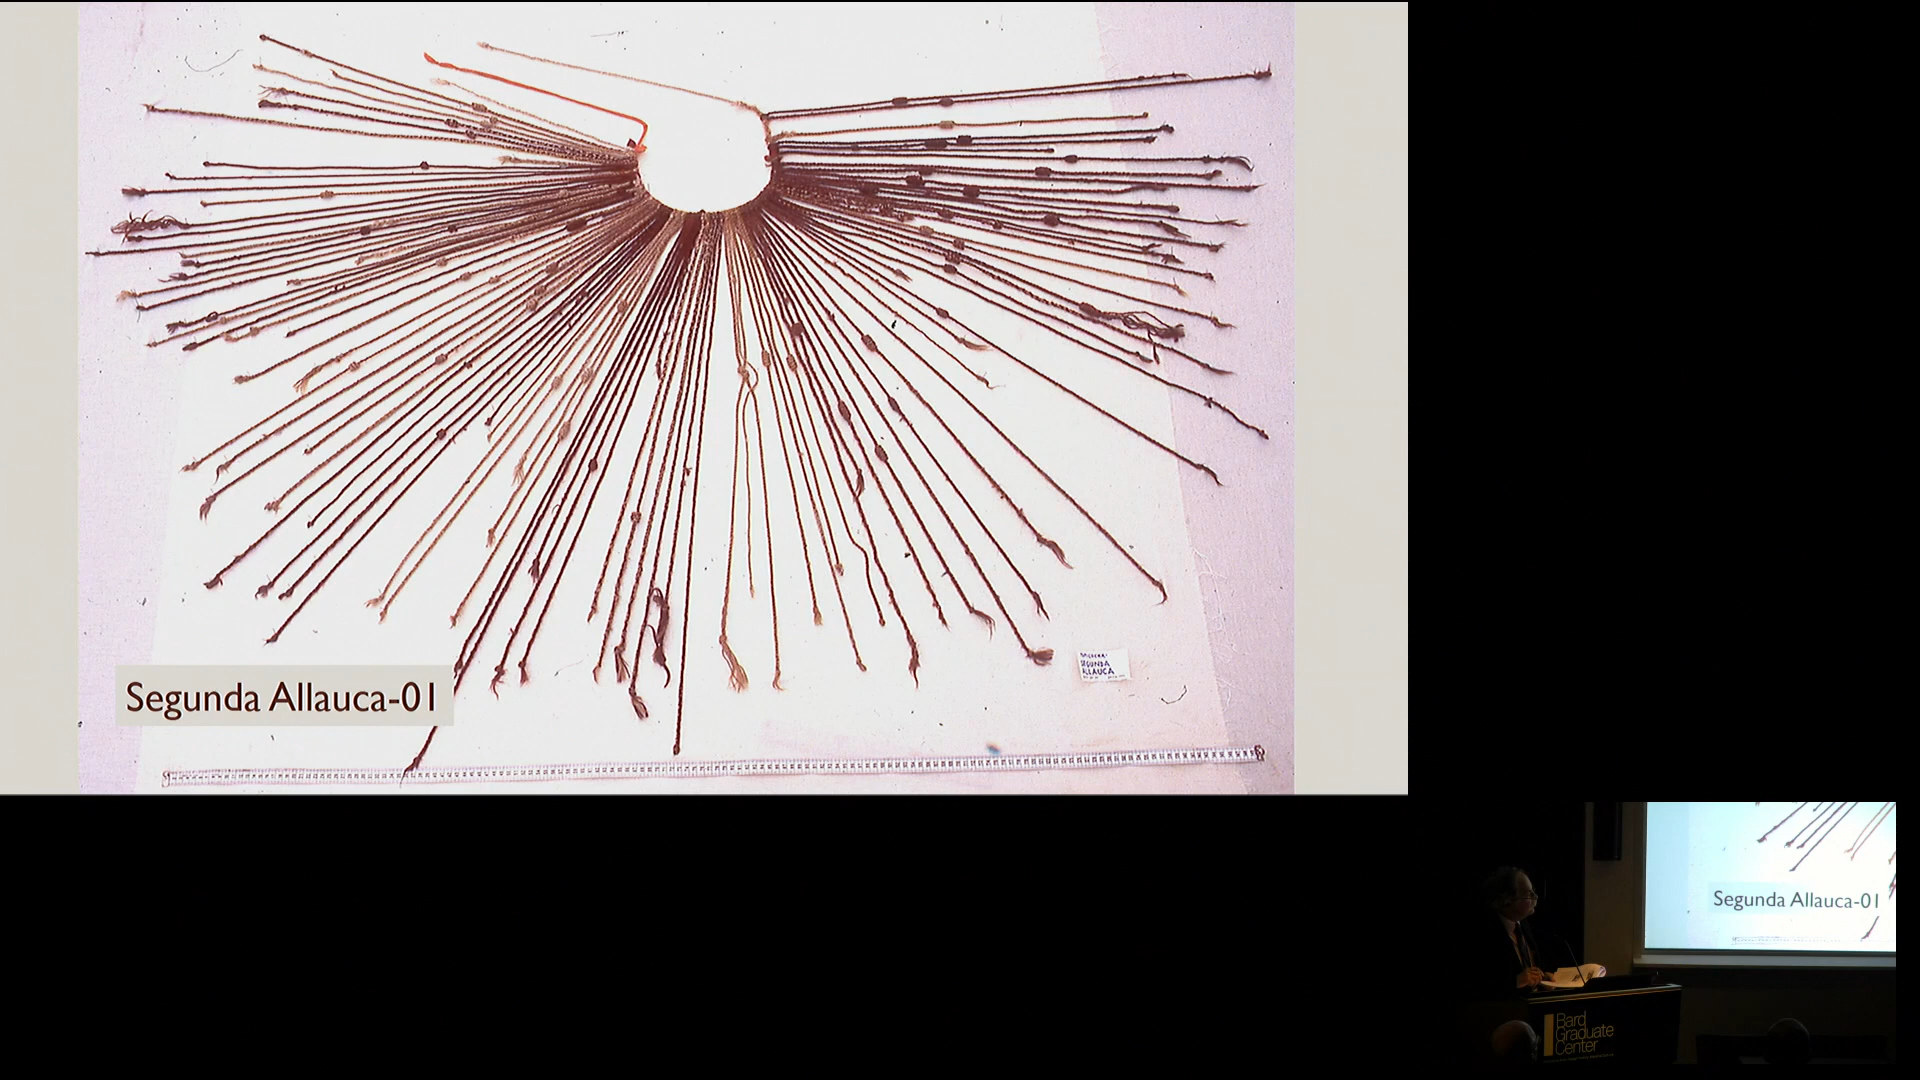 Segunda Allauca-01
SEGUNDA
ALLAUCA
Segunda Allauca-01
Bard
Graduate
Center